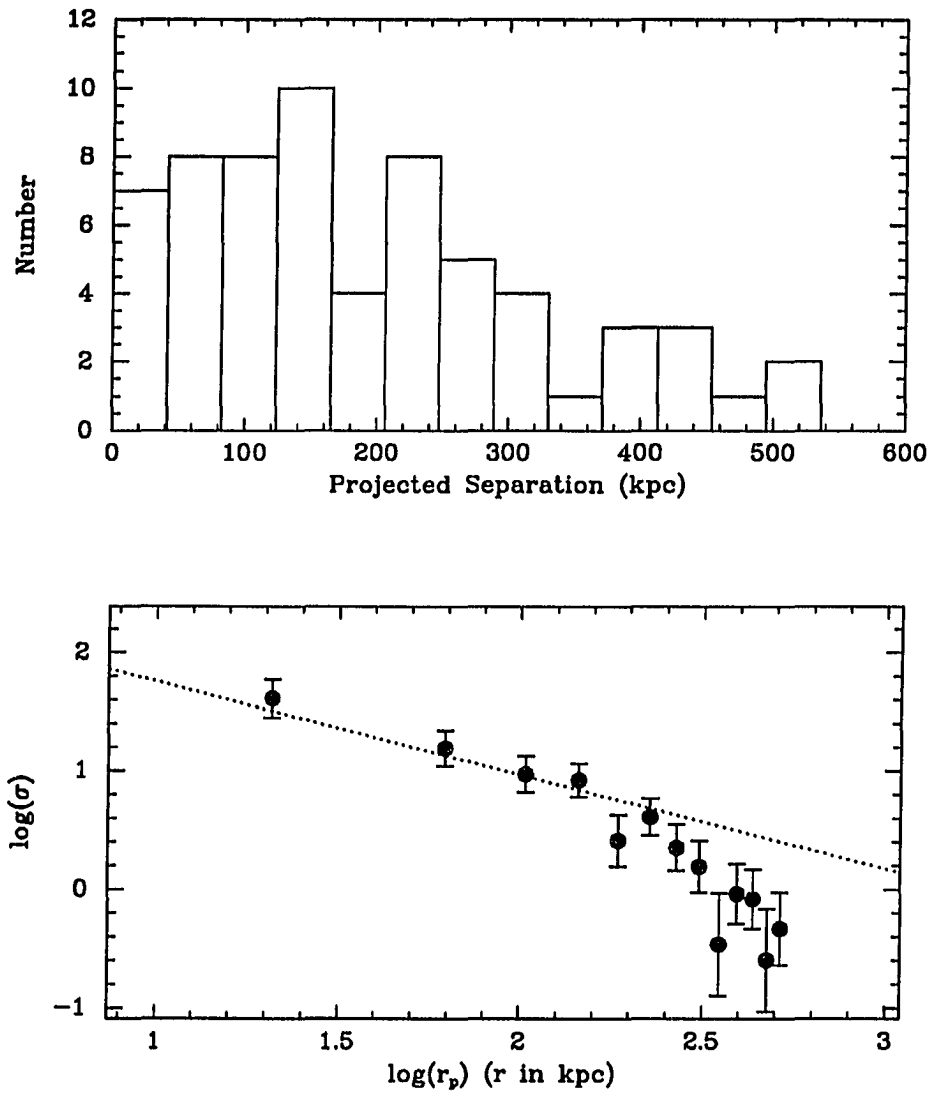 12
10
8
6
4
2
0
Number
0 100 200 300 400 500 600
Projected Separation (kpc)
2
1
0
−1
log(σ)
1 1.5 2 2.5 3
log(rₚ) (r in kpc)